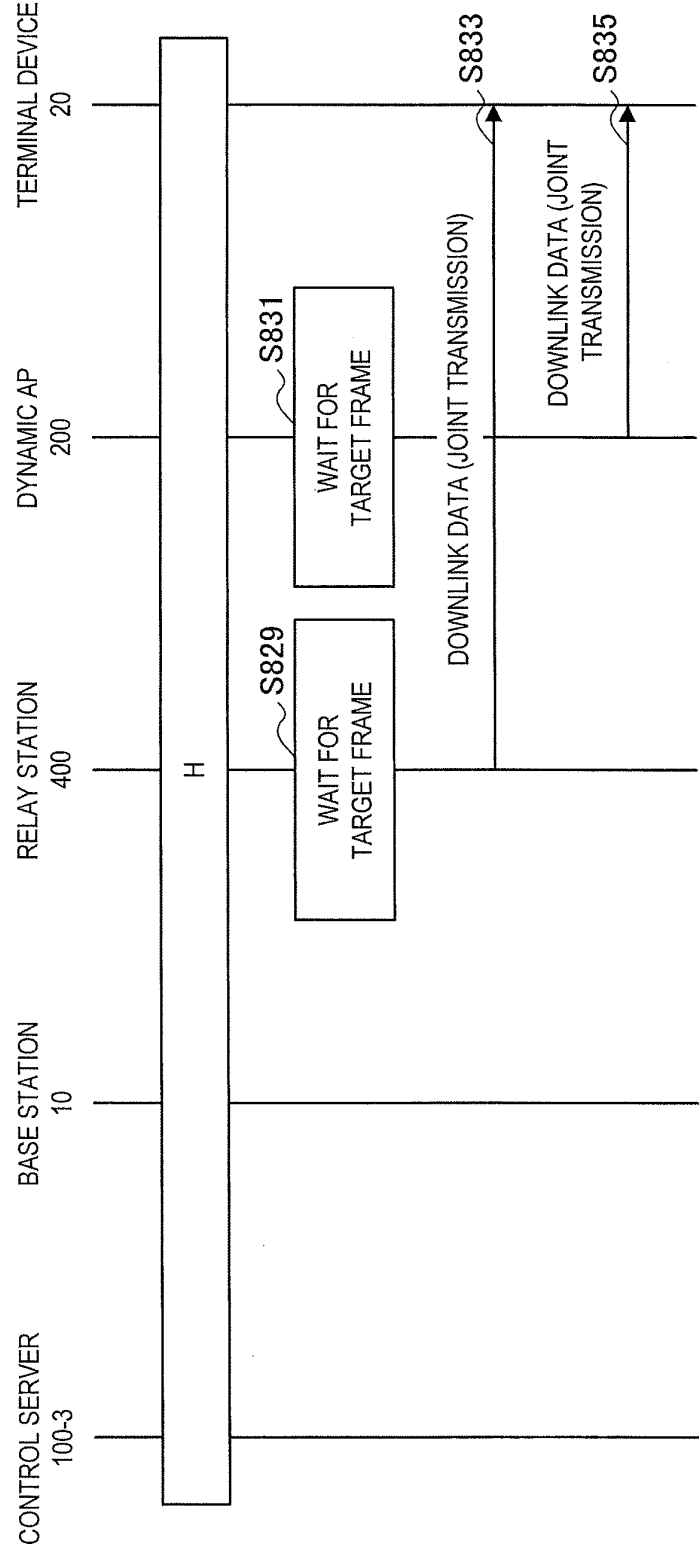 CONTROL SERVER
100-3
BASE STATION
10
RELAY STATION
400
DYNAMIC AP
200
TERMINAL DEVICE
20
H
S829
WAIT FOR
TARGET FRAME
S831
WAIT FOR
TARGET FRAME
DOWNLINK DATA (JOINT TRANSMISSION)
S833
DOWNLINK DATA (JOINT
TRANSMISSION)
S835